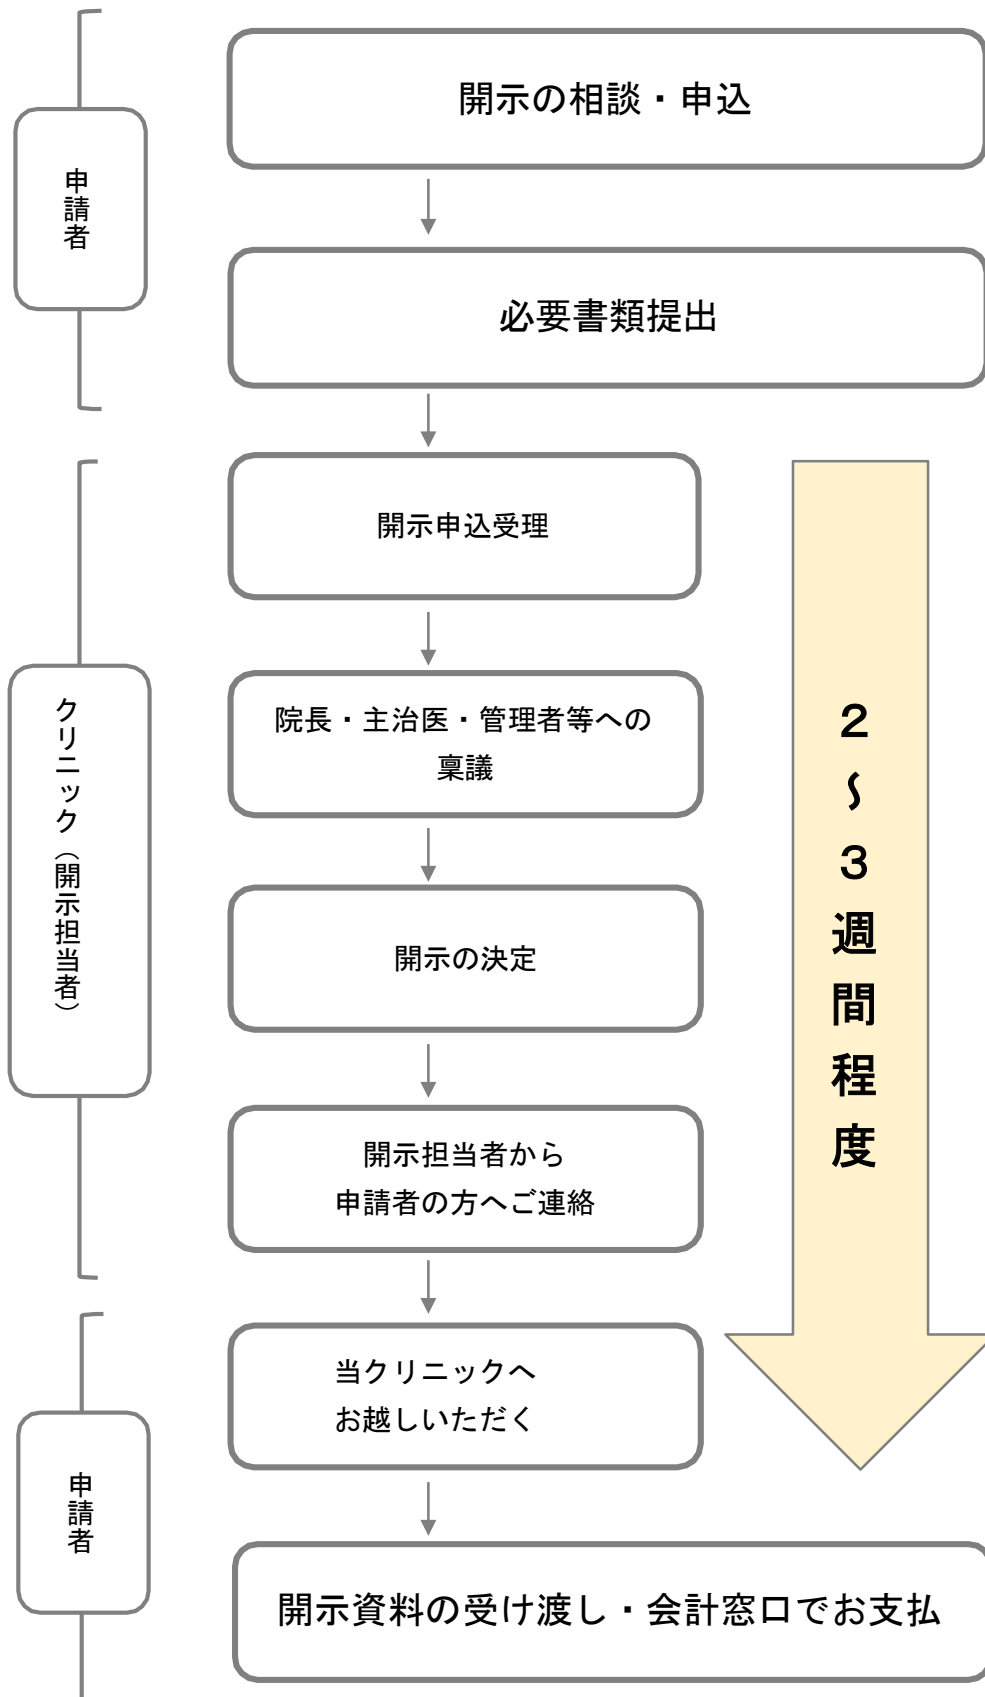 申請者
開示の相談・申込
必要書類提出
クリニック（開示担当者）
開示申込受理
院長・主治医・管理者等への
稟議
開示の決定
開示担当者から
申請者の方へご連絡
2～3週間程度
申請者
当クリニックへ
お越しいただく
開示資料の受け渡し・会計窓口でお支払